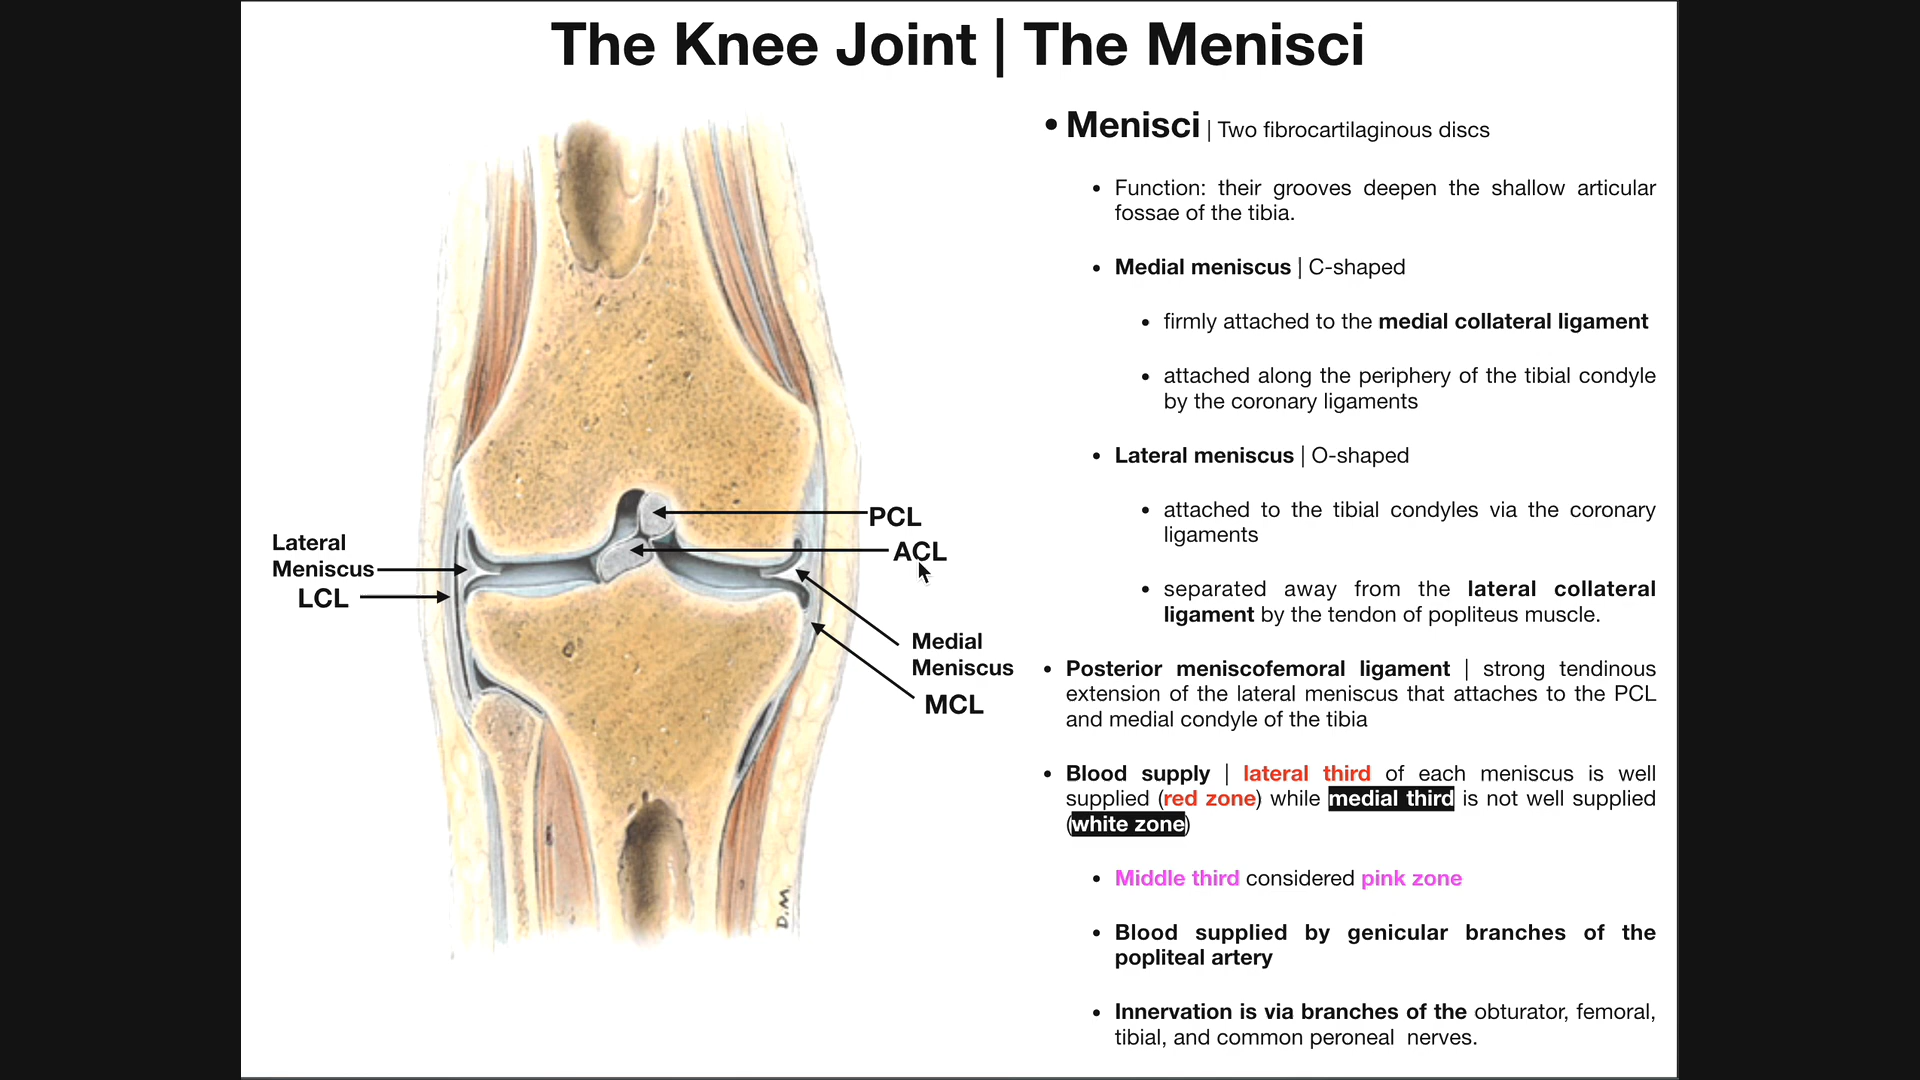 The Knee Joint | The Menisci
• Menisci | Two fibrocartilaginous discs
• Function: their grooves deepen the shallow articular
fossae of the tibia.
• Medial meniscus | C-shaped
• firmly attached to the medial collateral ligament
• attached along the periphery of the tibial condyle
by the coronary ligaments
• Lateral meniscus | O-shaped
• attached to the tibial condyles via the coronary
ligaments
• separated away from the lateral collateral
ligament by the tendon of popliteus muscle.
• Posterior meniscofemoral ligament | strong tendinous
extension of the lateral meniscus that attaches to the PCL
and medial condyle of the tibia
• Blood supply | lateral third of each meniscus is well
supplied (red zone) while medial third is not well supplied
(white zone)
• Middle third considered pink zone
• Blood supplied by genicular branches of the
popliteal artery
• Innervation is via branches of the obturator, femoral,
tibial, and common peroneal nerves.
PCL
ACL
Lateral
Meniscus
LCL
Medial
Meniscus
MCL
D.M.